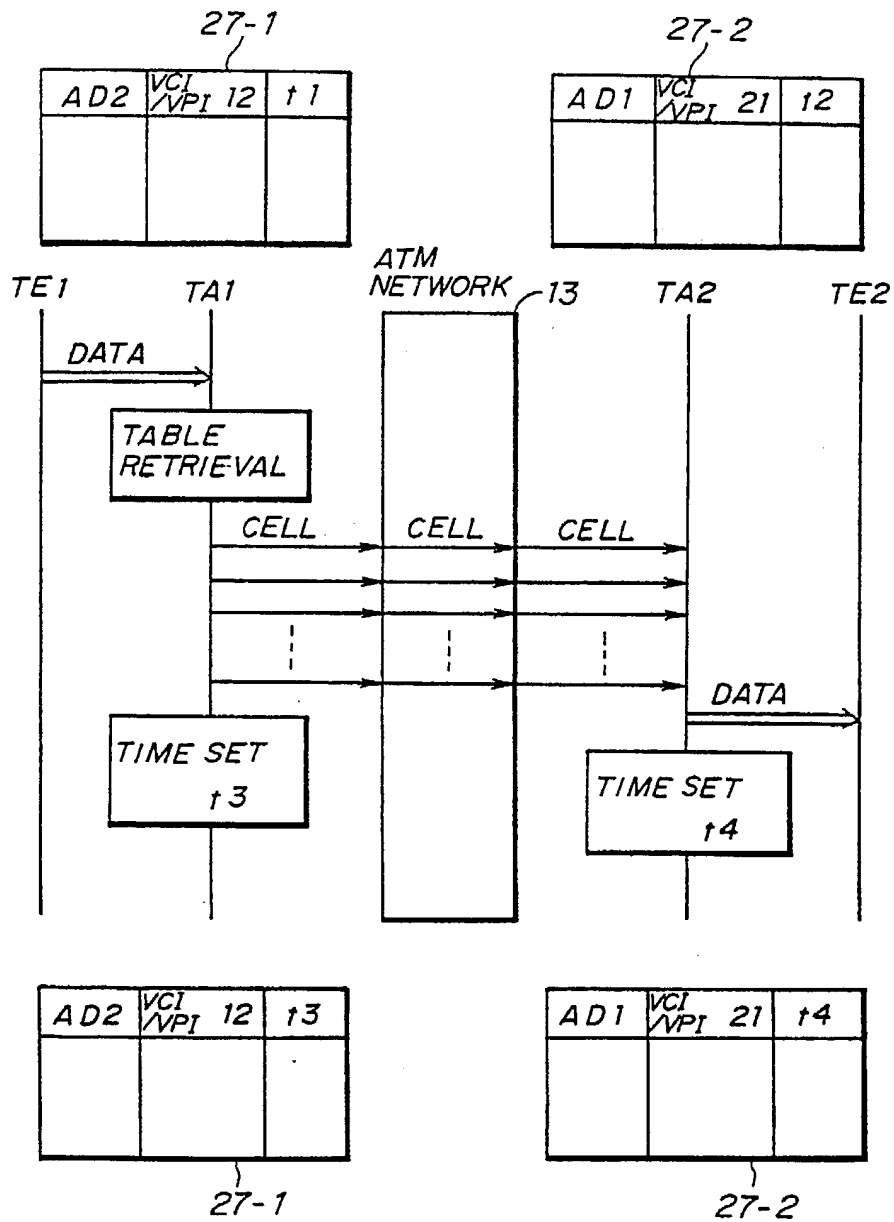 27-1
27-2
AD2 VCI/VPI 12 t1
AD1 VCI/VPI 21 t2
ATM
NETWORK
13
TE1 TA1 TA2 TE2
DATA
TABLE
RETRIEVAL
CELL CELL CELL
DATA
TIME SET
t3
TIME SET
t4
AD2 VCI/VPI 12 t3
AD1 VCI/VPI 21 t4
27-1
27-2